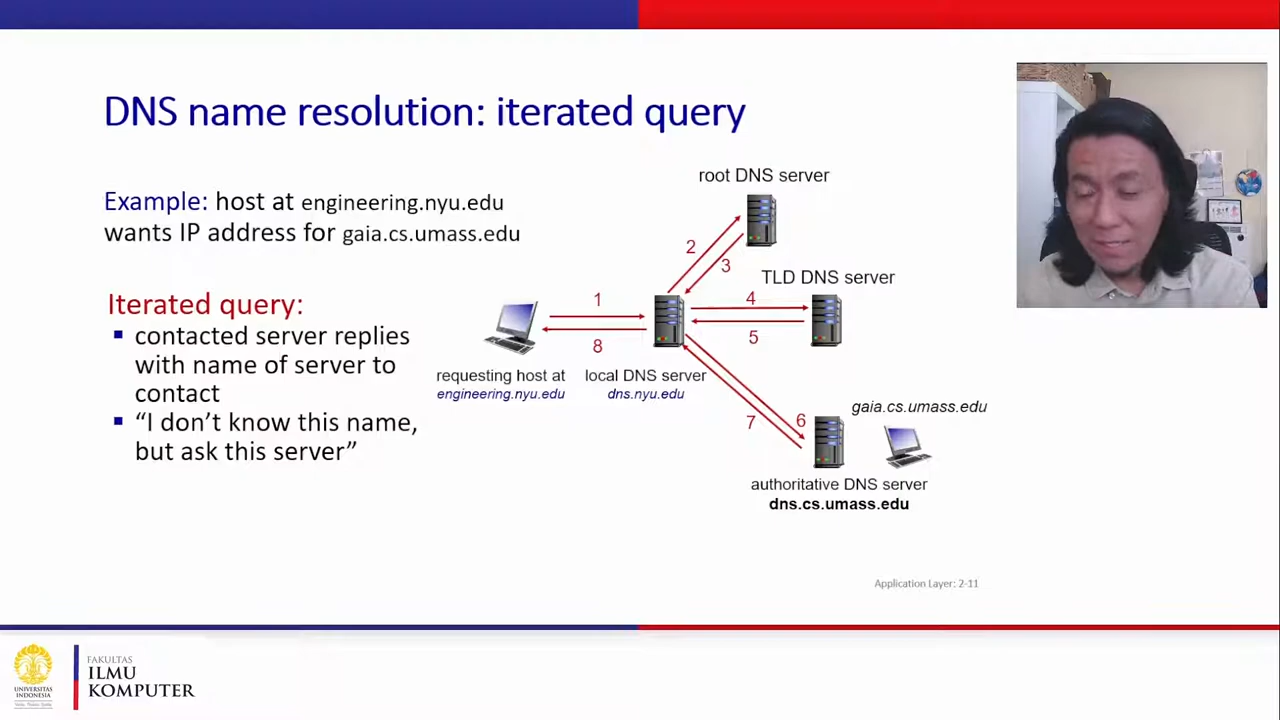 DNS name resolution: iterated query
Example: host at engineering.nyu.edu
wants IP address for gaia.cs.umass.edu
Iterated query:
▪ contacted server replies
with name of server to
contact
▪ “I don’t know this name,
but ask this server”
root DNS server
2
3
TLD DNS server
1
4
8
5
requesting host at
engineering.nyu.edu
local DNS server
dns.nyu.edu
7
6
gaia.cs.umass.edu
authoritative DNS server
dns.cs.umass.edu
Application Layer: 2-11
UNIVERSITAS
INDONESIA
FAKULTAS
ILMU
KOMPUTER